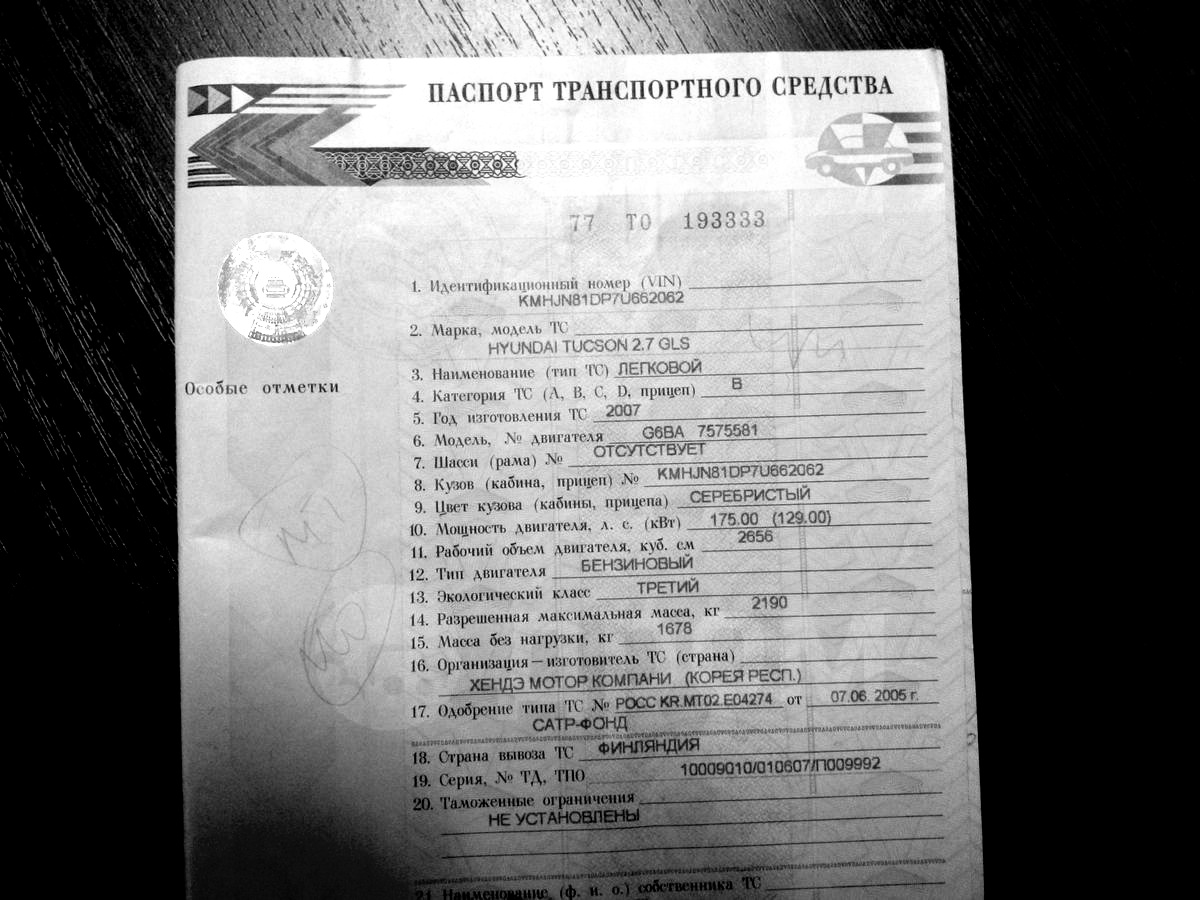 ПАСПОРТ ТРАНСПОРТНОГО СРЕДСТВА
77 ТО 193333
1. Идентификационный номер (VIN)
KMHJN81DP7U662062
2. Марка, модель ТС
HYUNDAI TUCSON 2.7 GLS
3. Наименование (тип ТС) ЛЕГКОВОЙ
Особые отметки
4. Категория ТС (А, В, С, D, прицеп) В
5. Год изготовления ТС 2007
6. Модель, № двигателя G6BA 7575581
7. Шасси (рама) № ОТСУТСТВУЕТ
8. Кузов (кабина, прицеп) № KMHJN81DP7U662062
9. Цвет кузова (кабины, прицепа) СЕРЕБРИСТЫЙ
10. Мощность двигателя, л. с. (кВт) 175.00 (129.00)
11. Рабочий объем двигателя, куб. см 2656
12. Тип двигателя БЕНЗИНОВЫЙ
13. Экологический класс ТРЕТИЙ
14. Разрешенная максимальная масса, кг 2190
15. Масса без нагрузки, кг 1678
16. Организация — изготовитель ТС (страна)
ХЕНДЭ МОТОР КОМПАНИ (КОРЕЯ РЕСП.)
17. Одобрение типа ТС № РОСС KR.МТ02.Е04274 от 07.06.2005 г.
САТР-ФОНД
18. Страна вывоза ТС ФИНЛЯНДИЯ
19. Серия, № ТД, ТПО 10009010/010607/П009992
20. Таможенные ограничения
НЕ УСТАНОВЛЕНЫ
21. Наименование (ф. и. о.) собственника ТС